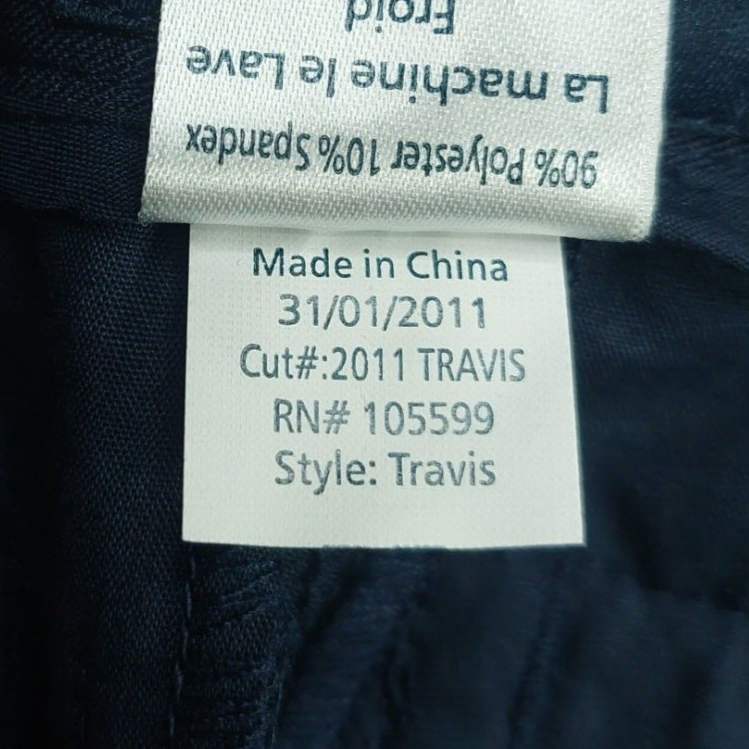 90% Polyester 10% Spandex
La machine le Lave
Froid
Made in China
31/01/2011
Cut#:2011 TRAVIS
RN# 105599
Style: Travis